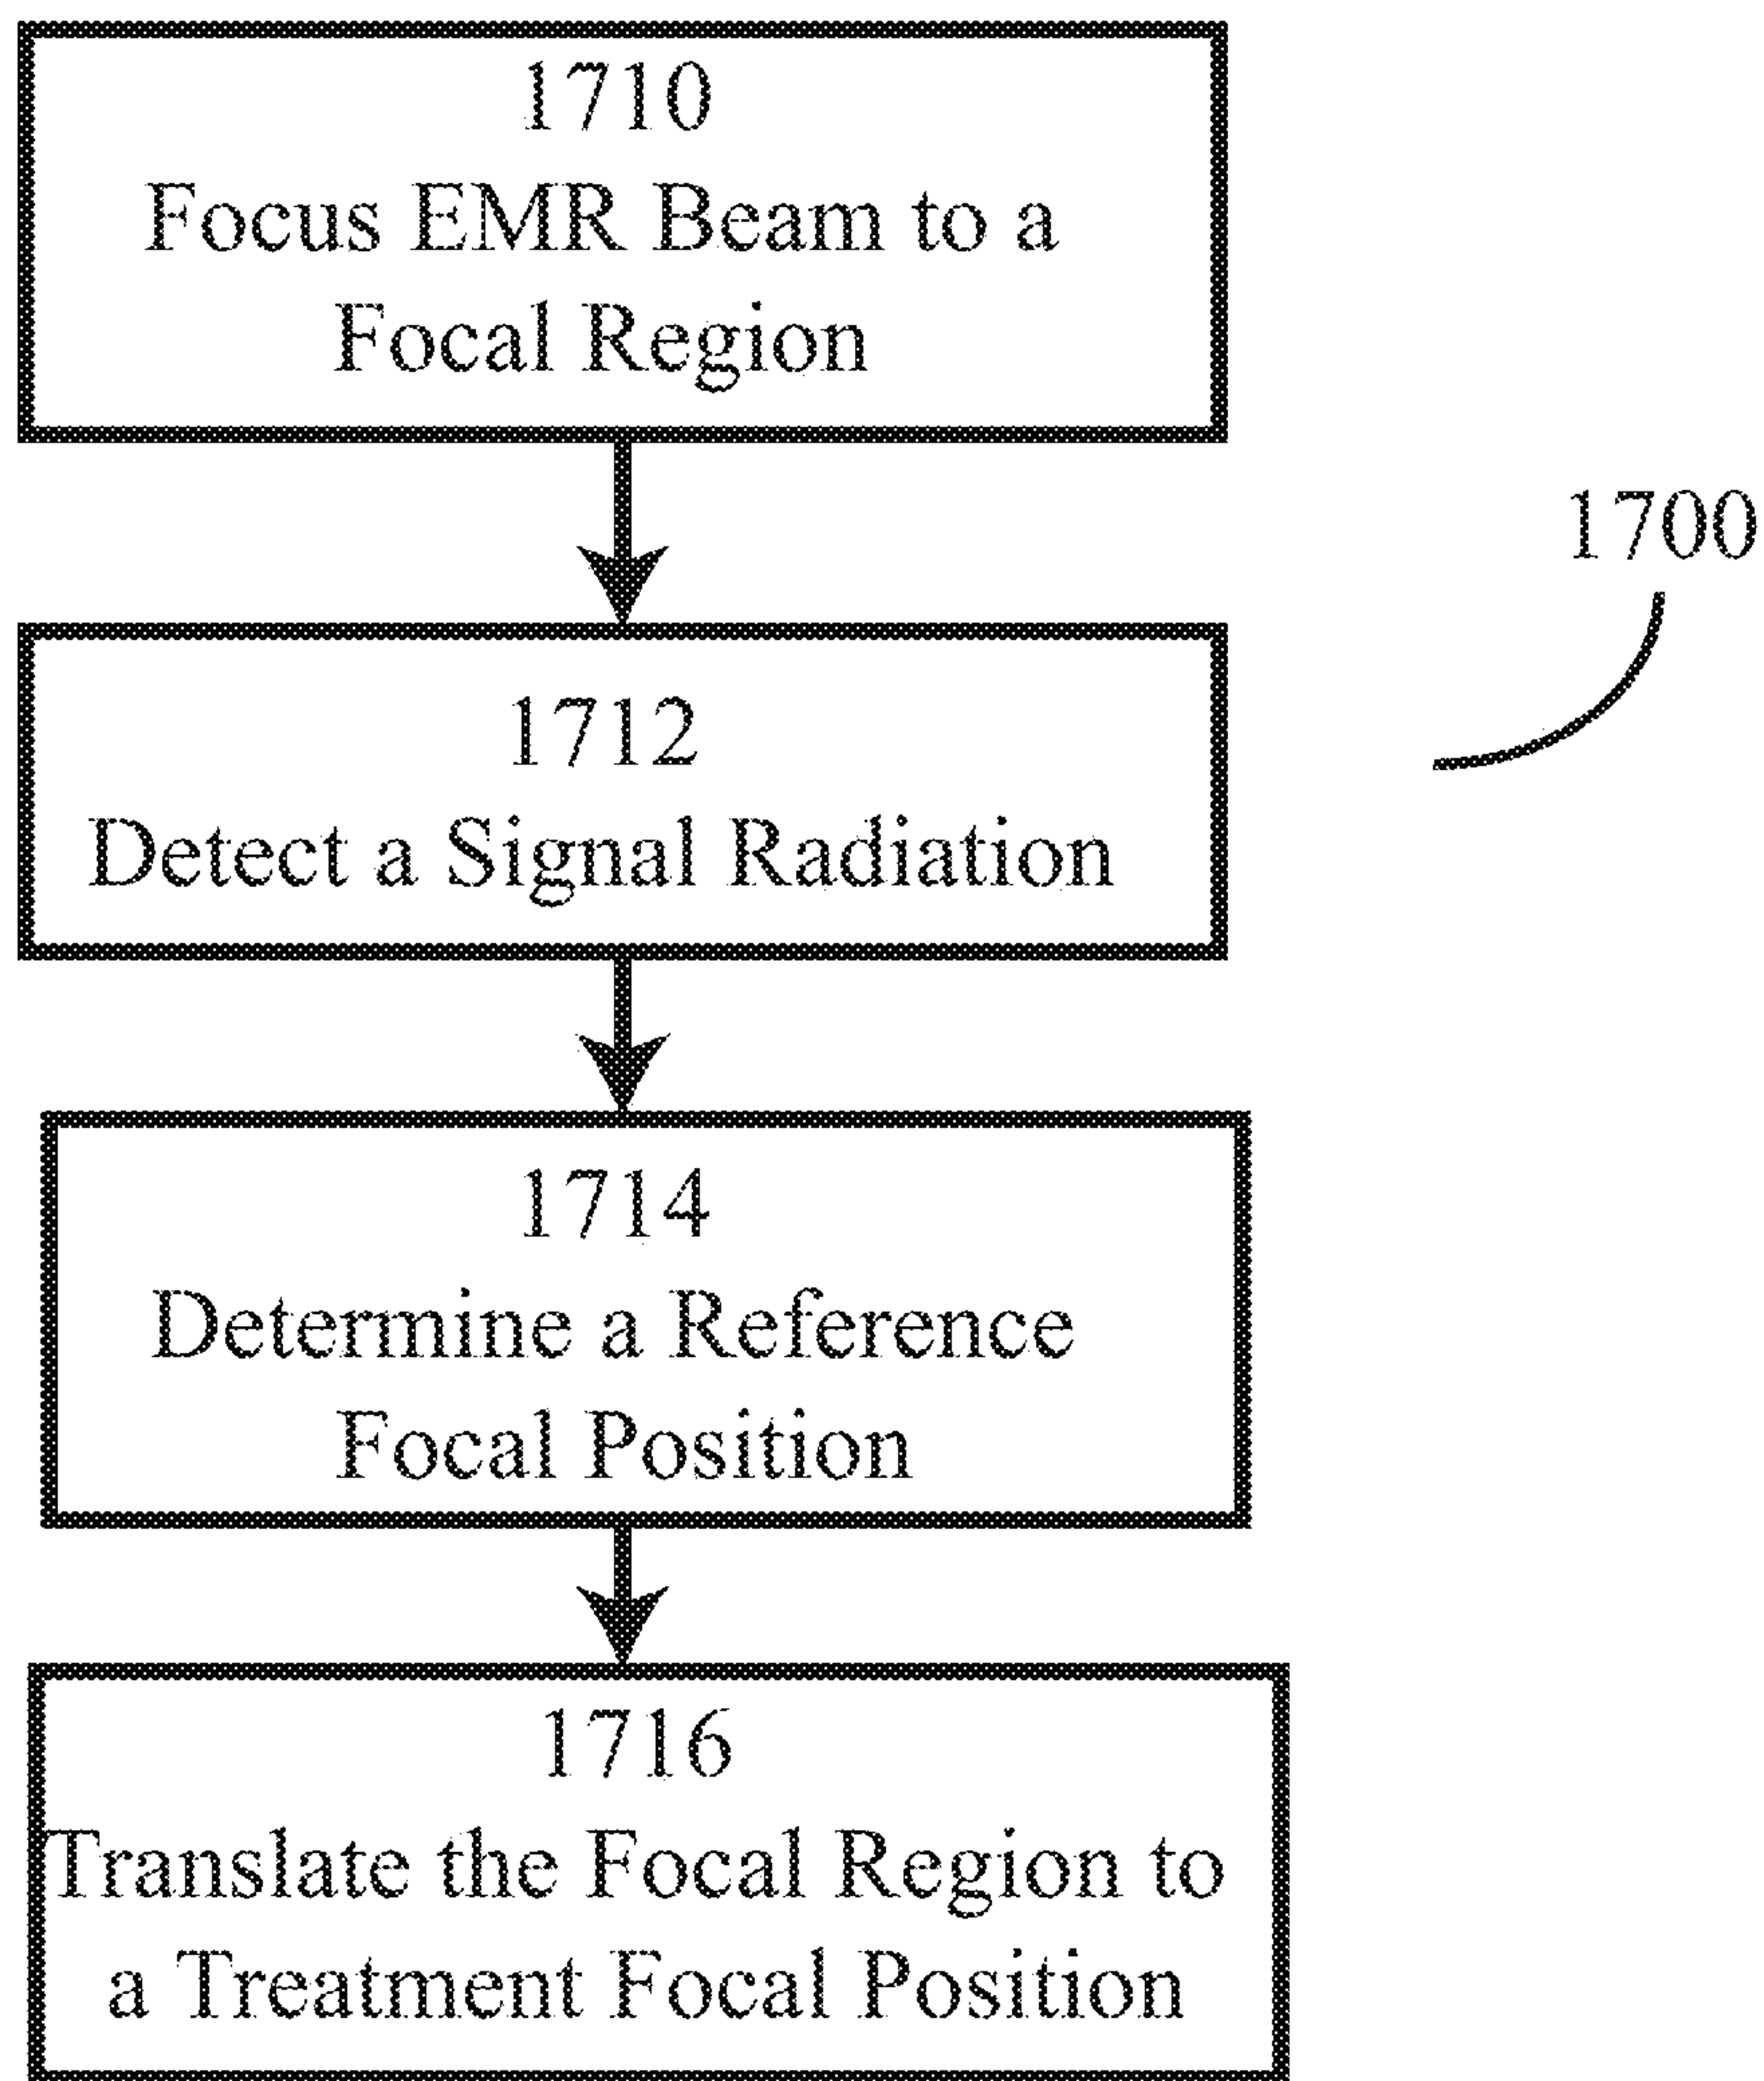 1710
Focus EMR Beam to a
Focal Region
1700
1712
Detect a Signal Radiation
1714
Determine a Reference
Focal Position
1716
Translate the Focal Region to
a Treatment Focal Position